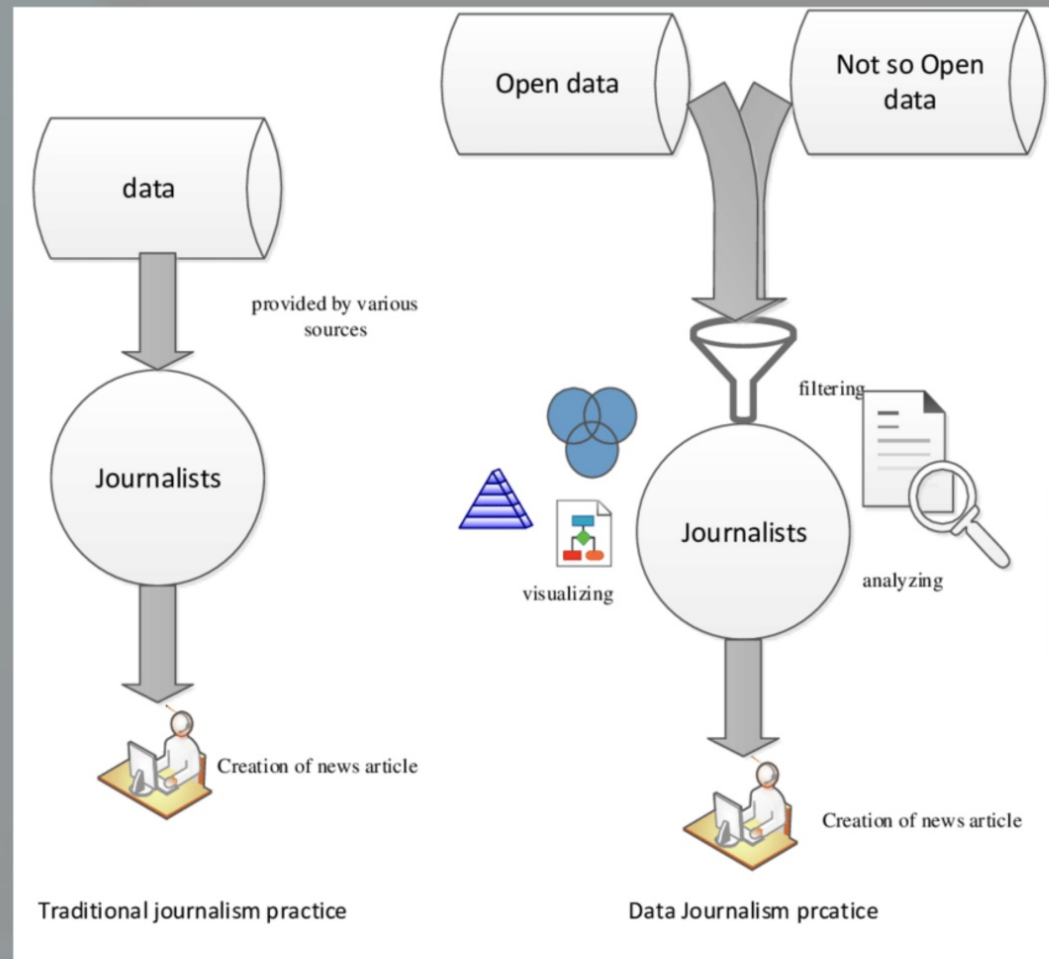 data
provided by various
sources
Journalists
Creation of news article
Traditional journalism practice
Open data
Not so Open
data
filtering
Journalists
visualizing
analyzing
Creation of news article
Data Journalism prcatice